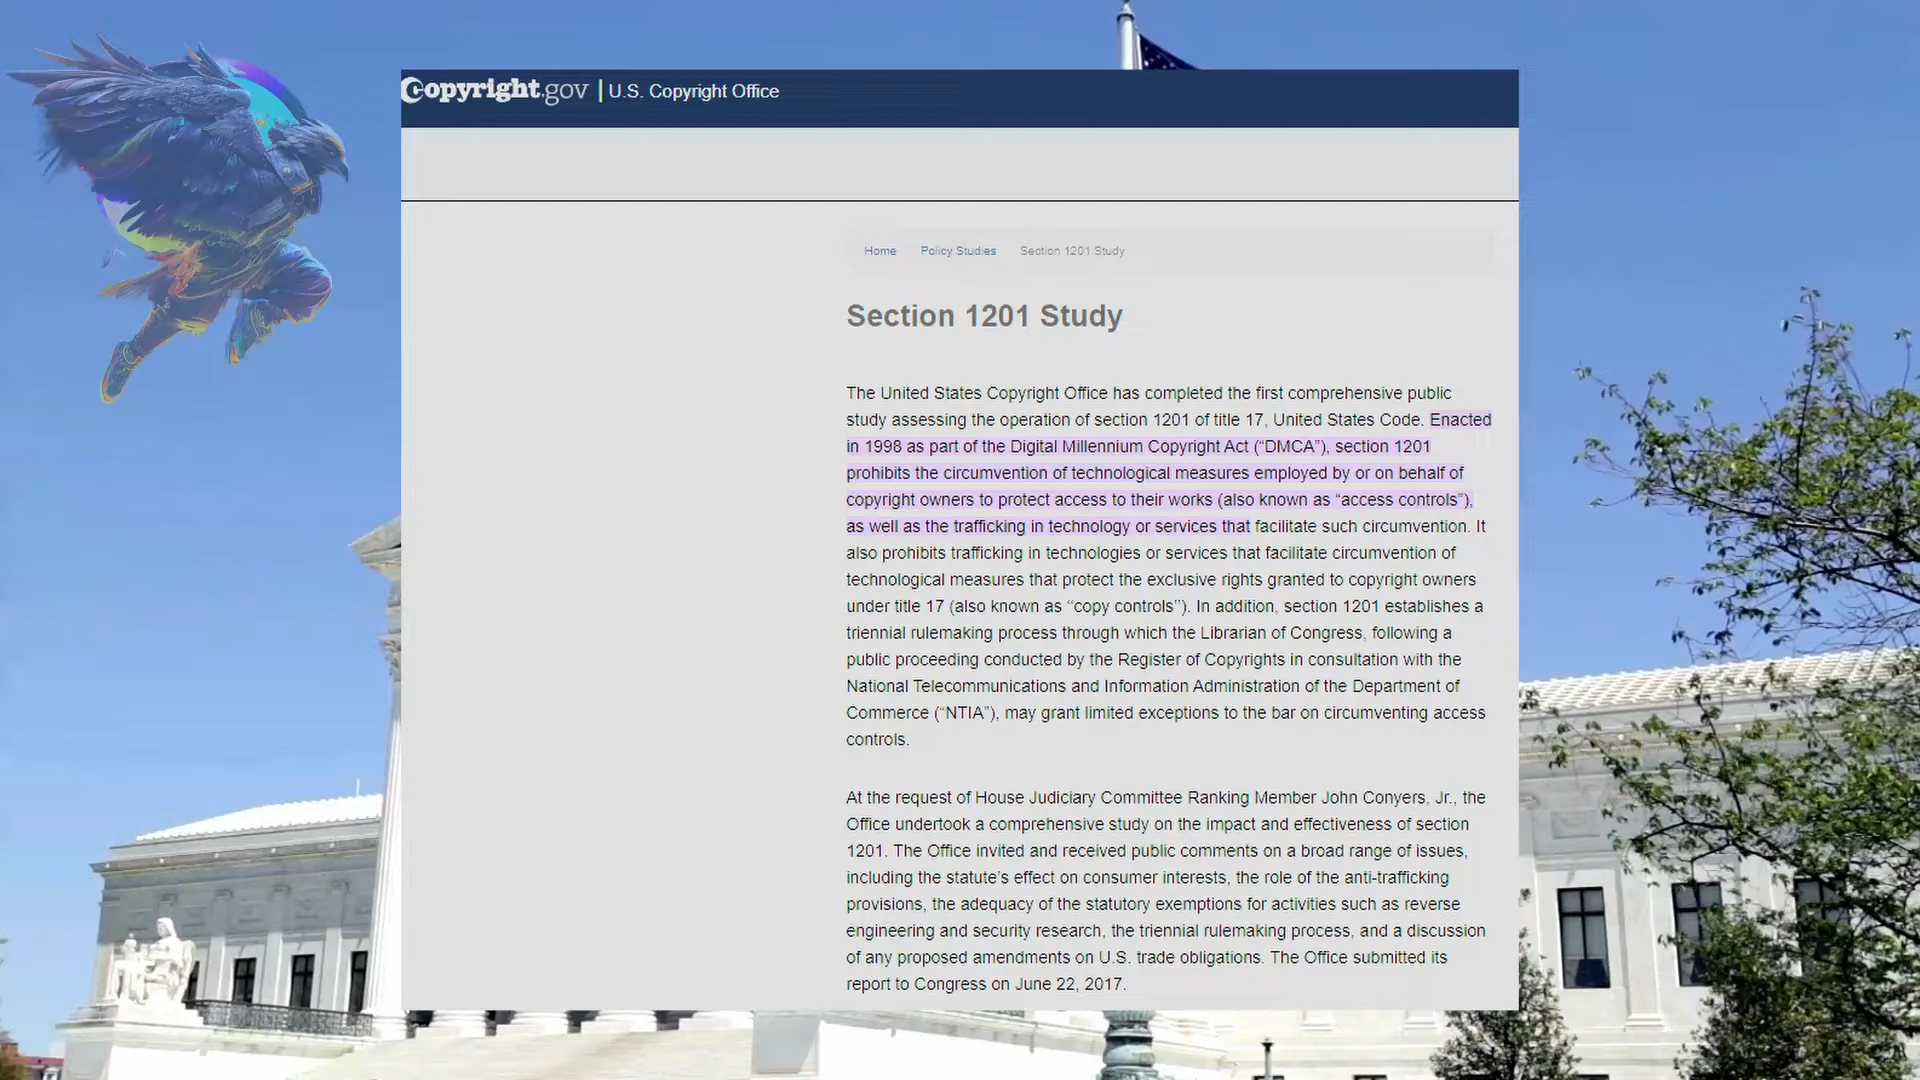 Copyright.gov | U.S. Copyright Office
Home Policy Studies Section 1201 Study
Section 1201 Study
The United States Copyright Office has completed the first comprehensive public
study assessing the operation of section 1201 of title 17, United States Code. Enacted
in 1998 as part of the Digital Millennium Copyright Act (“DMCA”), section 1201
prohibits the circumvention of technological measures employed by or on behalf of
copyright owners to protect access to their works (also known as “access controls”),
as well as the trafficking in technology or services that facilitate such circumvention. It
also prohibits trafficking in technologies or services that facilitate circumvention of
technological measures that protect the exclusive rights granted to copyright owners
under title 17 (also known as “copy controls”). In addition, section 1201 establishes a
triennial rulemaking process through which the Librarian of Congress, following a
public proceeding conducted by the Register of Copyrights in consultation with the
National Telecommunications and Information Administration of the Department of
Commerce (“NTIA”), may grant limited exceptions to the bar on circumventing access
controls.
At the request of House Judiciary Committee Ranking Member John Conyers, Jr., the
Office undertook a comprehensive study on the impact and effectiveness of section
1201. The Office invited and received public comments on a broad range of issues,
including the statute’s effect on consumer interests, the role of the anti-trafficking
provisions, the adequacy of the statutory exemptions for activities such as reverse
engineering and security research, the triennial rulemaking process, and a discussion
of any proposed amendments on U.S. trade obligations. The Office submitted its
report to Congress on June 22, 2017.